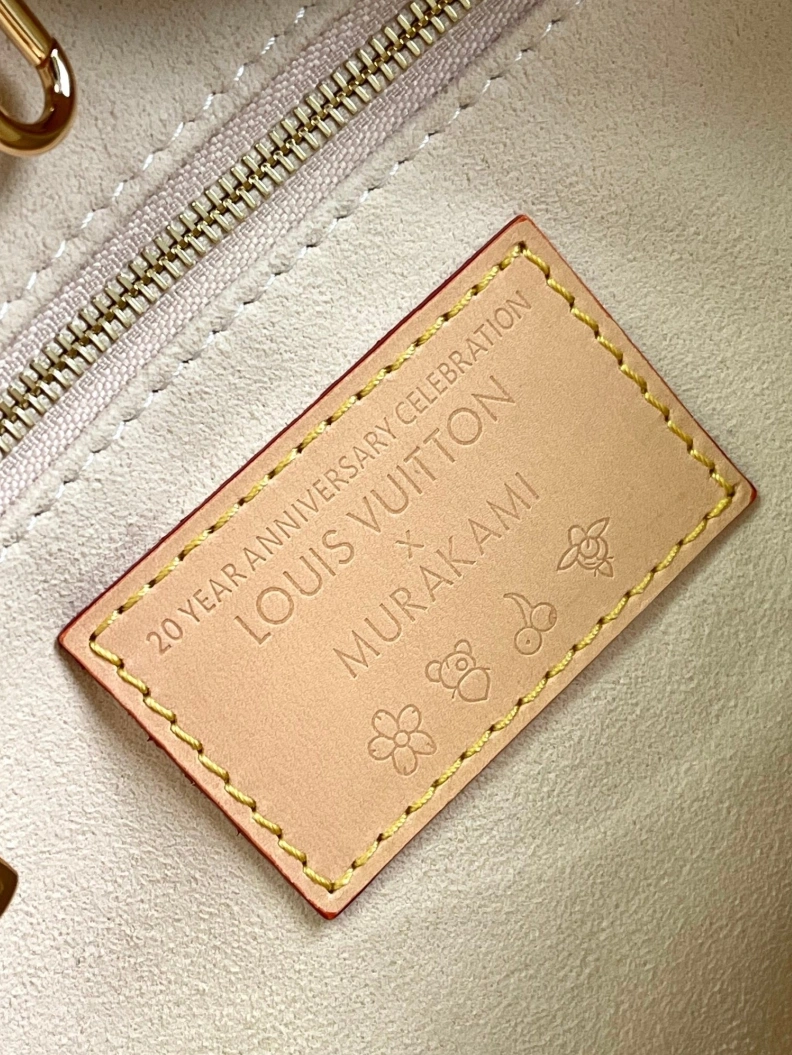 20 YEAR ANNIVERSARY CELEBRATION
LOUIS VUITTON
X
MURAKAMI